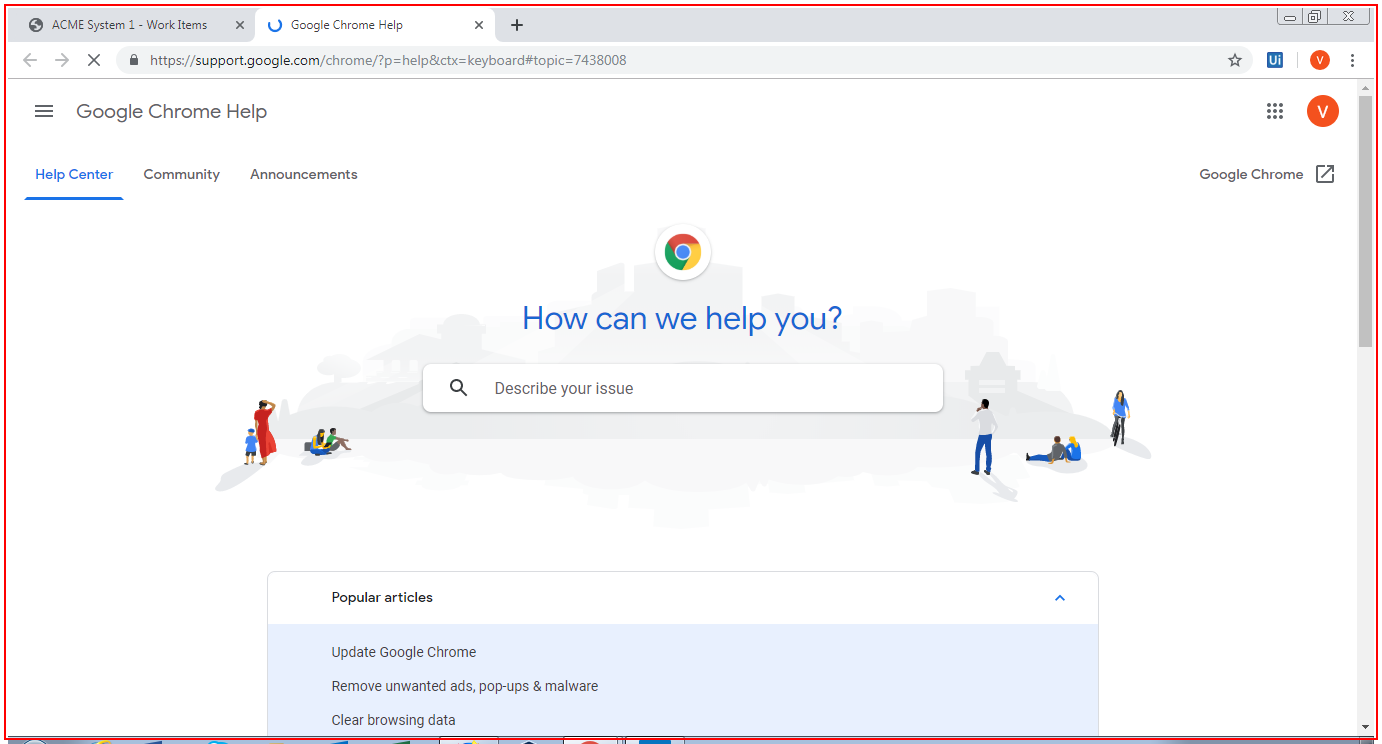 ACME System 1 - Work Items
Google Chrome Help
https://support.google.com/chrome/?p=help&ctx=keyboard#topic=7438008
Ui
V
Google Chrome Help
V
Help Center
Community
Announcements
Google Chrome
How can we help you?
Describe your issue
Popular articles
Update Google Chrome
Remove unwanted ads, pop-ups & malware
Clear browsing data